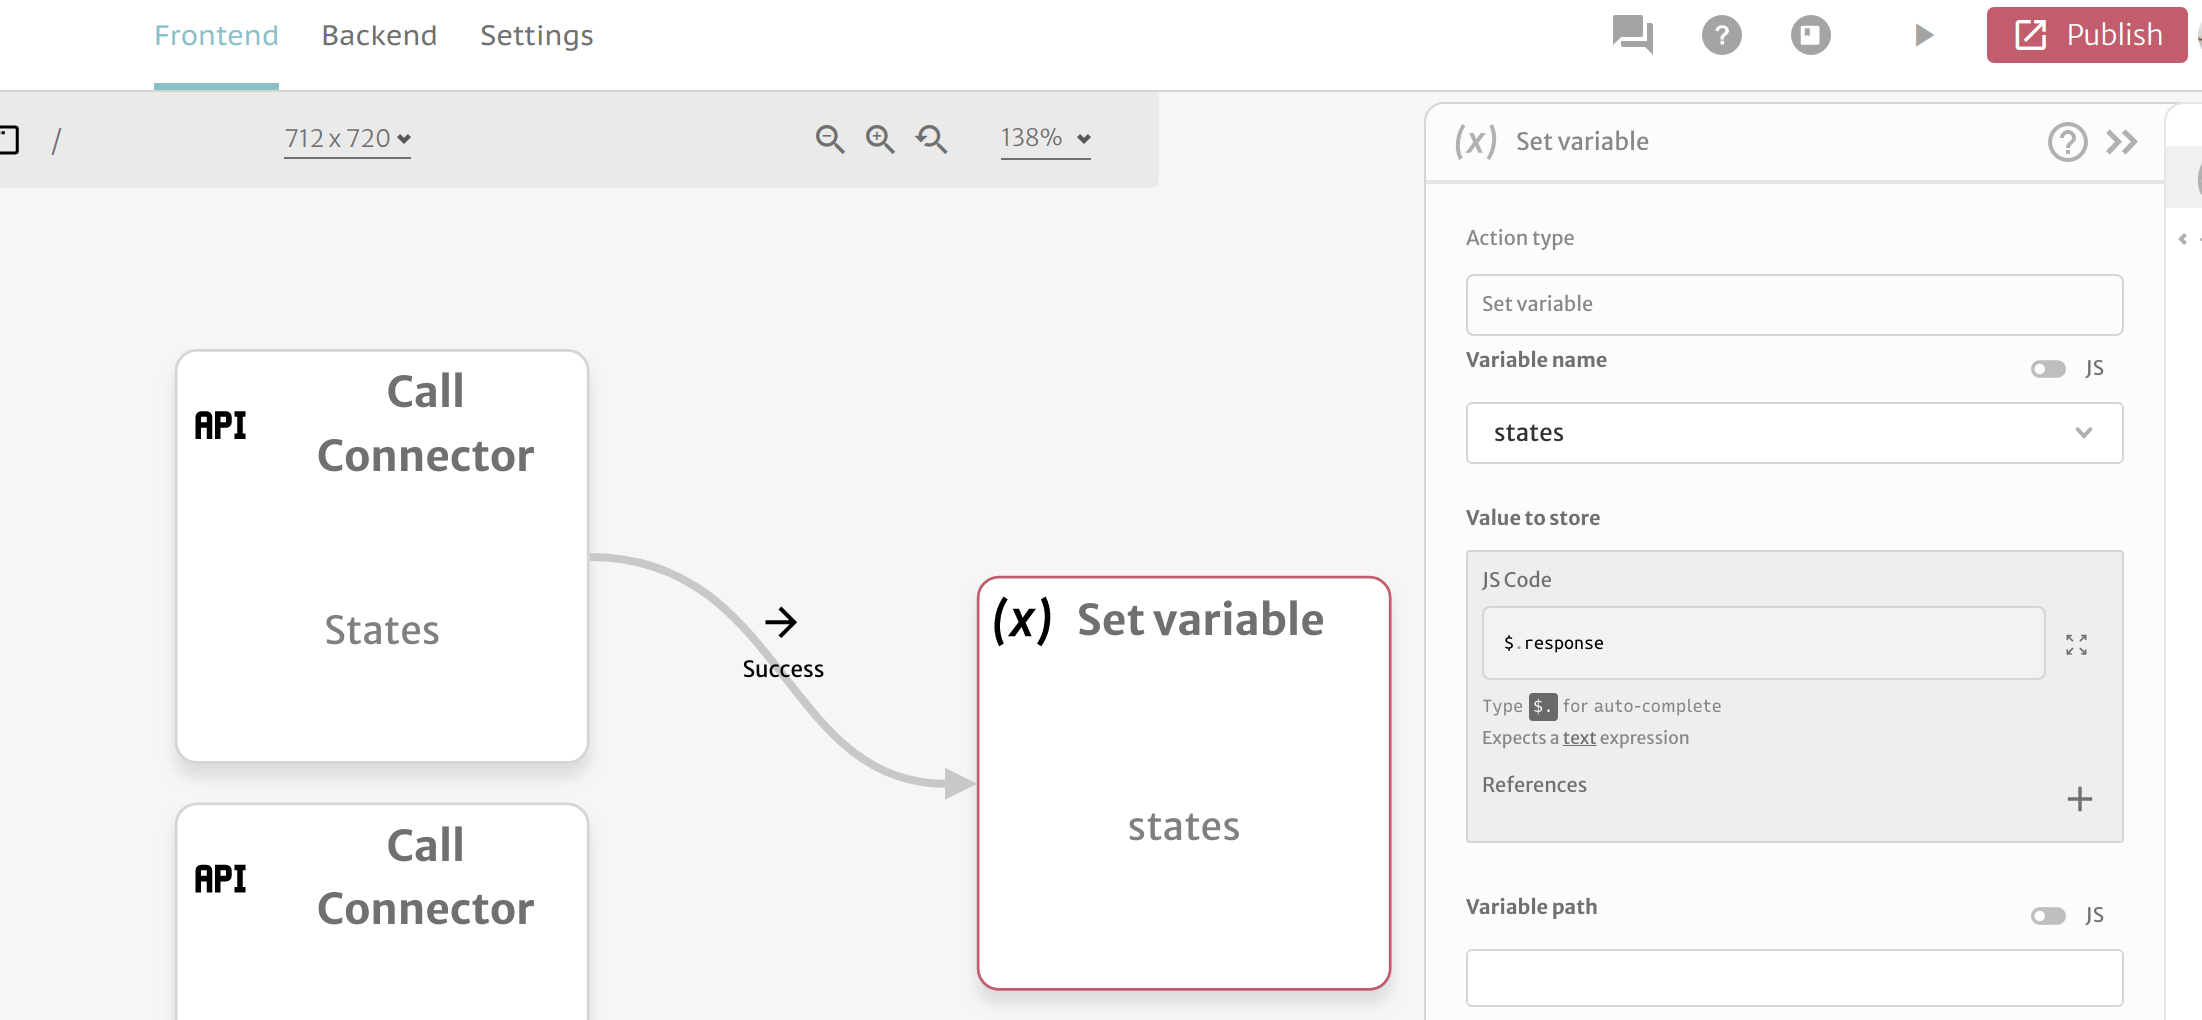 Frontend Backend Settings
Publish
/ 712 x 720 138%
(x) Set variable
Action type
Set variable
Variable name
JS
states
Value to store
JS Code
$.response
Type $. for auto-complete
Expects a text expression
References
Variable path
JS
API Call
Connector
States
Success
(x) Set variable
states
API Call
Connector